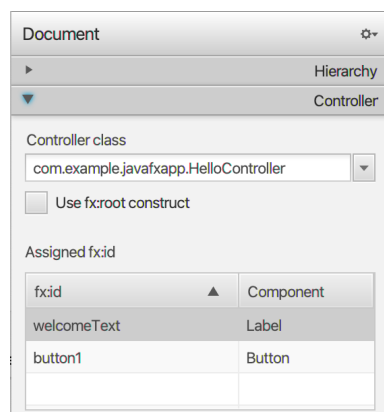 Document
Hierarchy
Controller
Controller class
com.example.javafxapp.HelloController
Use fx:root construct
Assigned fx:id
fx:id Component
welcomeText Label
button1 Button